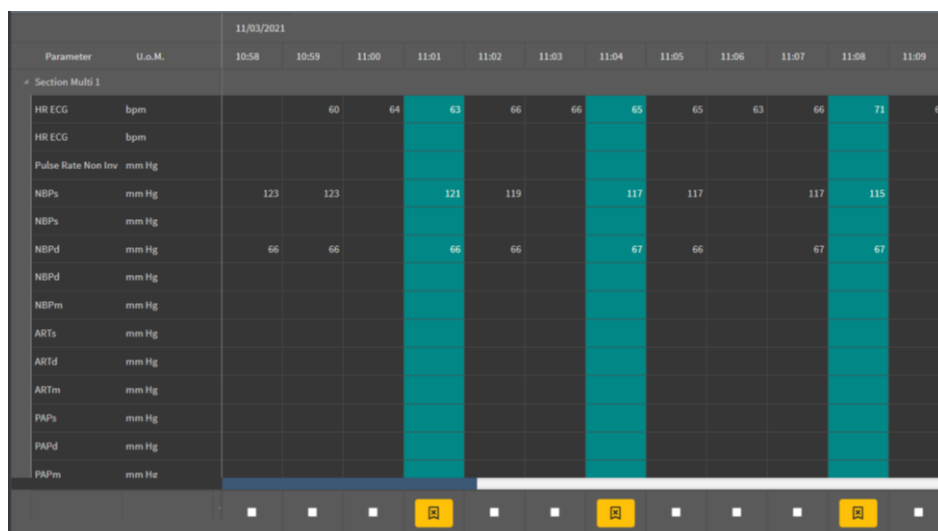 11/03/2021
Parameter U.o.M. 10:58 10:59 11:00 11:01 11:02 11:03 11:04 11:05 11:06 11:07 11:08 11:09
Section Multi 1
HR ECG bpm 60 64 63 66 66 65 65 63 66 71
HR ECG bpm
Pulse Rate Non Inv mm Hg
NBPs mm Hg 123 123 121 119 117 117 117 115
NBPs mm Hg
NBPd mm Hg 66 66 66 66 67 66 67 67
NBPd mm Hg
NBPm mm Hg
ARTs mm Hg
ARTd mm Hg
ARTm mm Hg
PAPs mm Hg
PAPd mm Hg
PAPm mm Hg